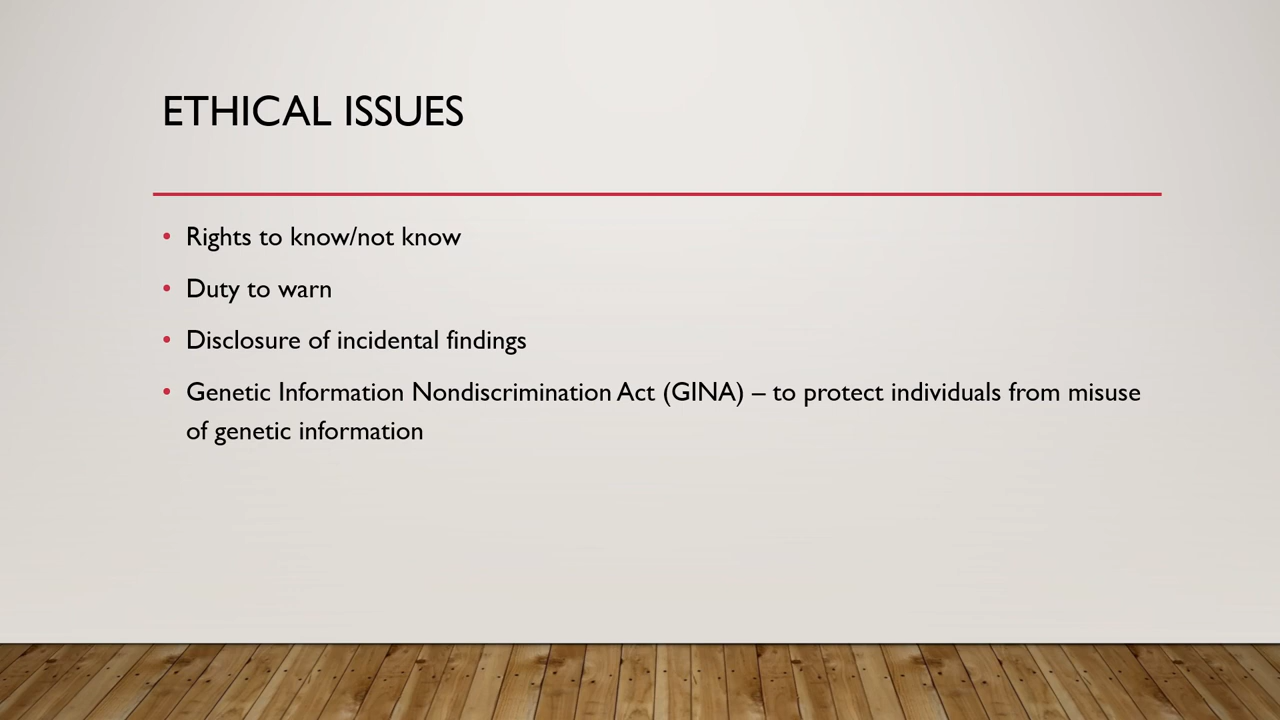 ETHICAL ISSUES
• Rights to know/not know
• Duty to warn
• Disclosure of incidental findings
• Genetic Information Nondiscrimination Act (GINA) – to protect individuals from misuse
of genetic information